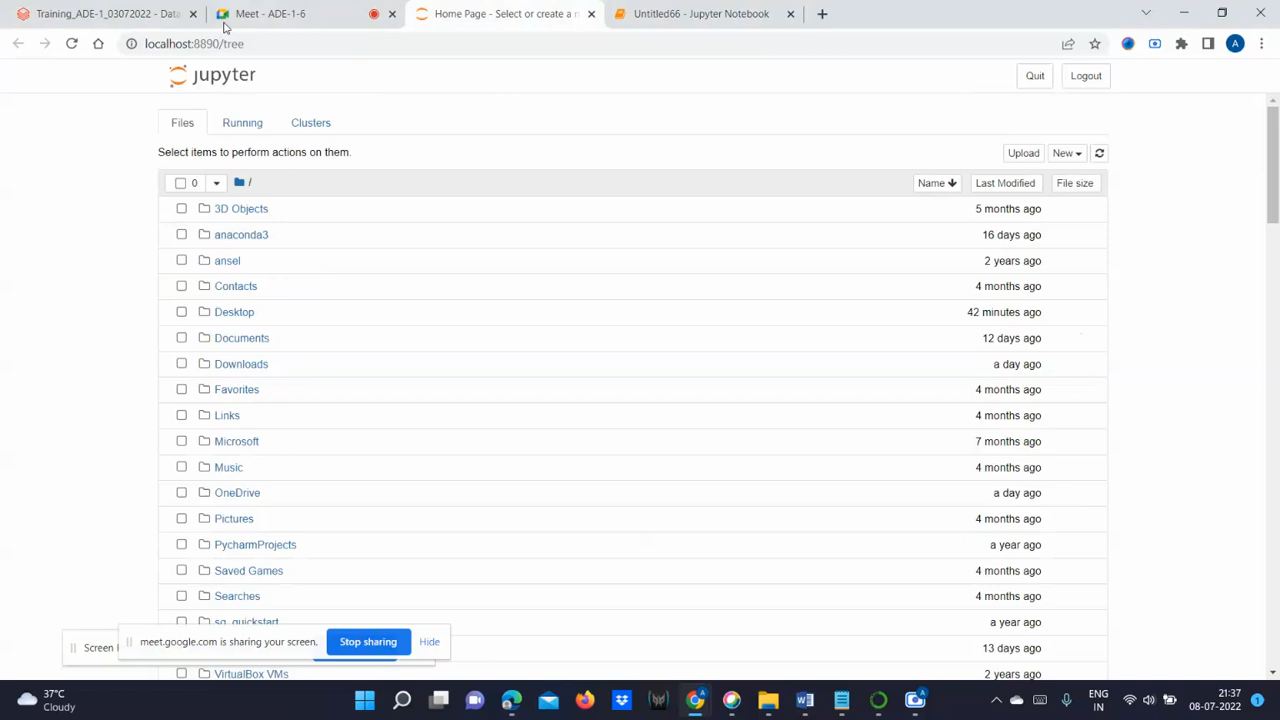 Training_ADE-1_03072022 - Data
Meet - ADE-1-6
Home Page - Select or create a n
Untitled66 - Jupyter Notebook
localhost:8890/tree
A
jupyter
Quit
Logout
Files
Running
Clusters
Select items to perform actions on them.
Upload
New
0
/
Name
Last Modified
File size
3D Objects
5 months ago
anaconda3
16 days ago
ansel
2 years ago
Contacts
4 months ago
Desktop
42 minutes ago
Documents
12 days ago
Downloads
a day ago
Favorites
4 months ago
Links
4 months ago
Microsoft
7 months ago
Music
4 months ago
OneDrive
a day ago
Pictures
4 months ago
PycharmProjects
a year ago
Saved Games
4 months ago
Searches
4 months ago
sg_quickstart
a year ago
13 days ago
Screen
meet.google.com is sharing your screen.
Stop sharing
Hide
VirtualBox VMs
2 years ago
37°C
Cloudy
ENG
IN
21:37
08-07-2022
1